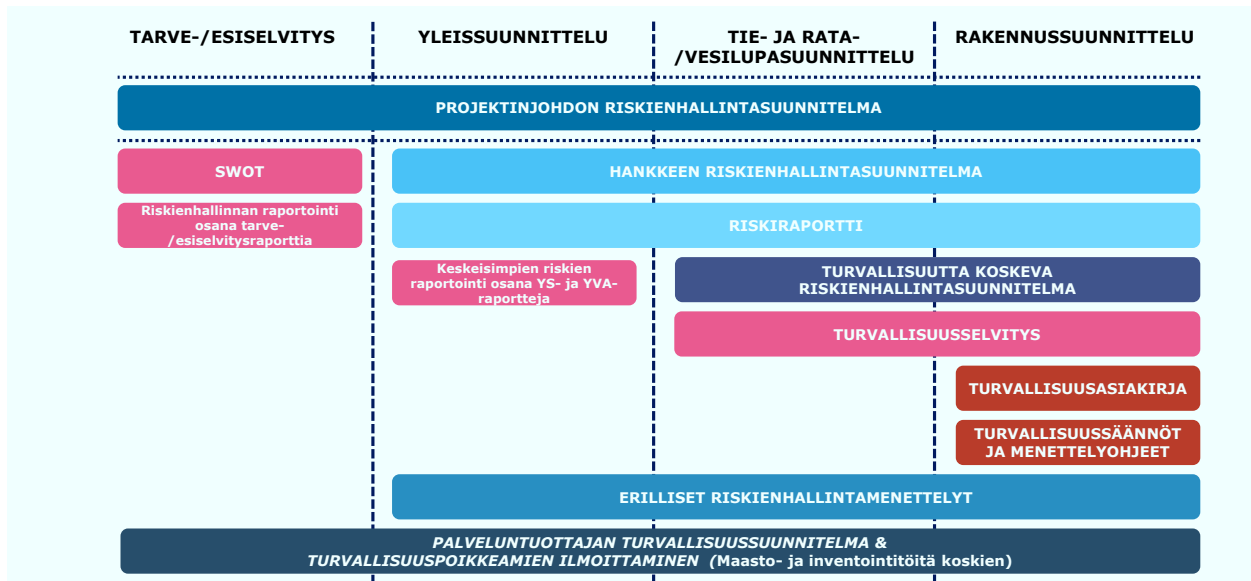 TARVE-/ESISELVITYS
YLEISSUUNNITTELU
TIE- JA RATA-
/VESILUPASUUNNITTELU
RAKENNUSSUUNNITTELU
PROJEKTINJOHDON RISKIENHALLINTASUUNNITELMA
SWOT
HANKKEEN RISKIENHALLINTASUUNNITELMA
Riskienhallinnan raportointi
osana tarve-
/esiselvitysraporttia
RISKIRAPORTTI
Keskeisimpien riskien
raportointi osana YS- ja YVA-
raportteja
TURVALLISUUTTA KOSKEVA
RISKIENHALLINTASUUNNITELMA
TURVALLISUUSSELVITYS
TURVALLISUUSASIAKIRJA
TURVALLISUUSSÄÄNNÖT
JA MENETTELYOHJEET
ERILLISET RISKIENHALLINTAMENETTELYT
PALVELUNTUOTTAJAN TURVALLISUUSSUUNNITELMA &
TURVALLISUUSPOIKKEAMIEN ILMOITTAMINEN (Maasto- ja inventointitöitä koskien)